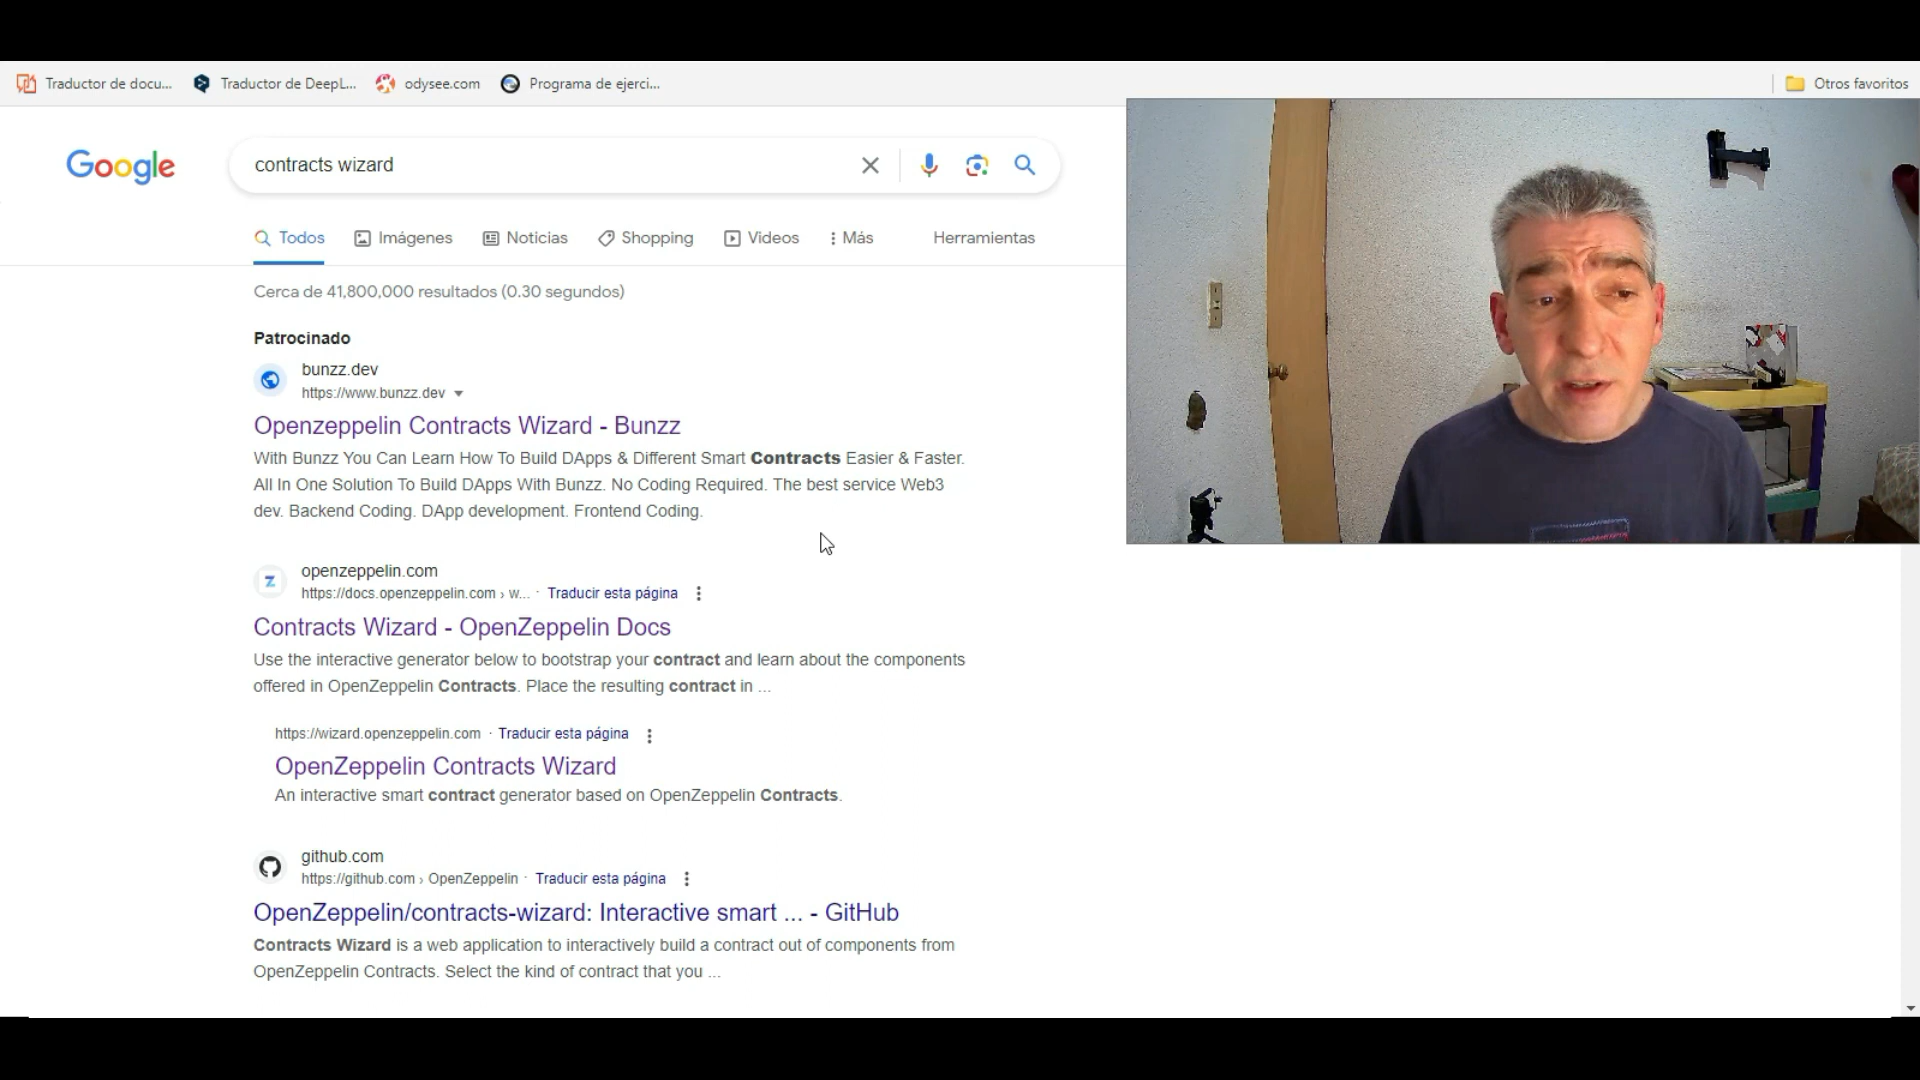 Traductor de docu...
Traductor de DeepL...
odysee.com
Programa de ejerci...
Otros favoritos
Google
contracts wizard
Todos
Imágenes
Noticias
Shopping
Videos
Más
Herramientas
Cerca de 41,800,000 resultados (0.30 segundos)
Patrocinado
bunzz.dev
https://www.bunzz.dev
Openzeppelin Contracts Wizard - Bunzz
With Bunzz You Can Learn How To Build DApps & Different Smart Contracts Easier & Faster.
All In One Solution To Build DApps With Bunzz. No Coding Required. The best service Web3
dev. Backend Coding. DApp development. Frontend Coding.
openzeppelin.com
https://docs.openzeppelin.com › w... · Traducir esta página
Contracts Wizard - OpenZeppelin Docs
Use the interactive generator below to bootstrap your contract and learn about the components
offered in OpenZeppelin Contracts. Place the resulting contract in ...
https://wizard.openzeppelin.com · Traducir esta página
OpenZeppelin Contracts Wizard
An interactive smart contract generator based on OpenZeppelin Contracts.
github.com
https://github.com › OpenZeppelin · Traducir esta página
OpenZeppelin/contracts-wizard: Interactive smart ... - GitHub
Contracts Wizard is a web application to interactively build a contract out of components from
OpenZeppelin Contracts. Select the kind of contract that you ...